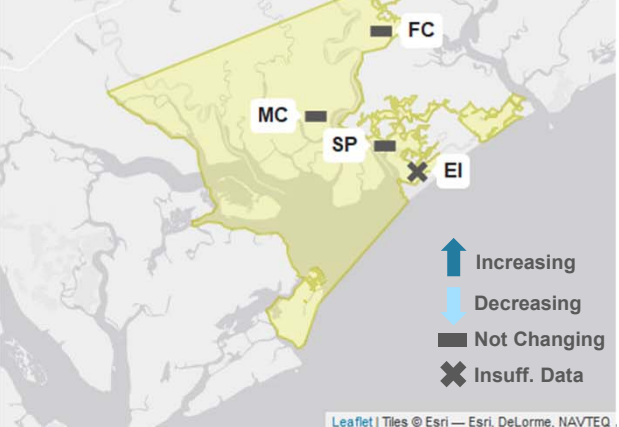 FC
MC
SP
EI
Increasing
Decreasing
Not Changing
Insuff. Data
Leaflet | Tiles © Esri — Esri, DeLorme, NAVTEQ